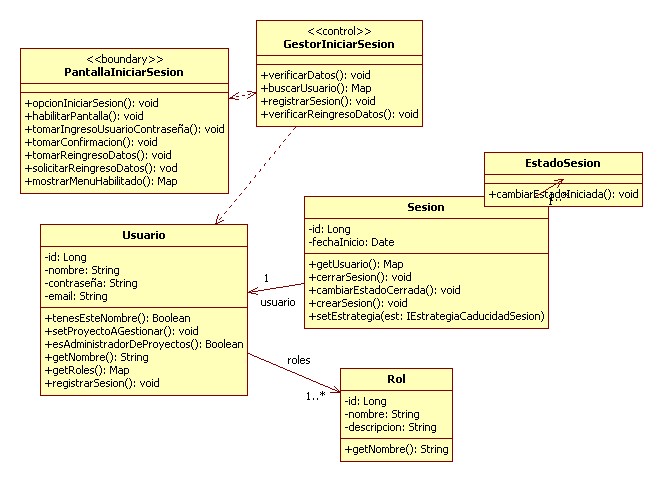 <<boundary>>
PantallaIniciarSesion
+opcionIniciarSesion(): void
+habilitarPantalla(): void
+tomarIngresoUsuarioContraseña(): void
+tomarConfirmacion(): void
+tomarReingresoDatos(): void
+solicitarReingresoDatos(): vod
+mostrarMenuHabilitado(): Map
<<control>>
GestorIniciarSesion
+verificarDatos(): void
+buscarUsuario(): Map
+registrarSesion(): void
+verificarReingresoDatos(): void
EstadoSesion
+cambiarEstadoIniciada(): void
1..*
Sesion
-id: Long
-fechaInicio: Date
+getUsuario(): Map
+cerrarSesion(): void
+cambiarEstadoCerrada(): void
+crearSesion(): void
+setEstrategia(est: IEstrategiaCaducidadSesion)
1
usuario
Usuario
-id: Long
-nombre: String
-contraseña: String
-email: String
+tenesEsteNombre(): Boolean
+setProyectoAGestionar(): void
+esAdministradorDeProyectos(): Boolean
+getNombre(): String
+getRoles(): Map
+registrarSesion(): void
roles
1..*
Rol
-id: Long
-nombre: String
-descripcion: String
+getNombre(): String